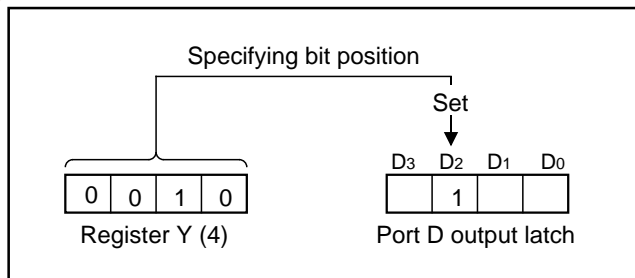 Specifying bit position
Set
D3 D2 D1 D0
0 0 1 0 1
Register Y (4) Port D output latch